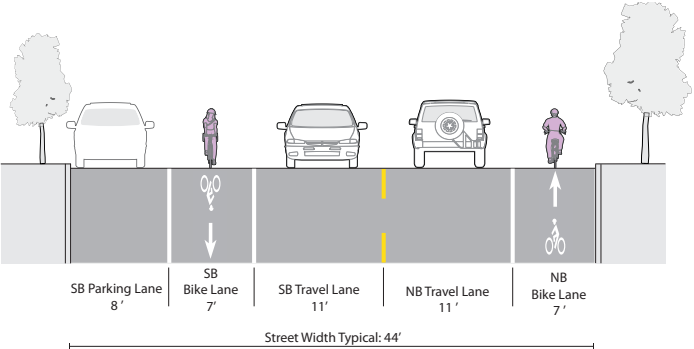 SB Parking Lane
8 ’
SB
Bike Lane
7’
SB Travel Lane
11’
NB Travel Lane
11 ’
NB
Bike Lane
7 ’
Street Width Typical: 44’